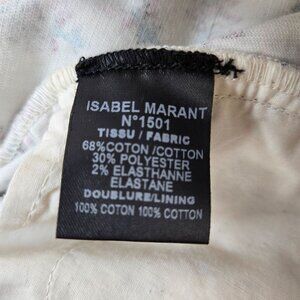 ISABEL MARANT
N°1501
TISSU / FABRIC
68%COTON /COTTON
30% POLYESTER
2% ELASTHANNE
ELASTANE
DOUBLURE/LINING
100% COTON 100% COTTON